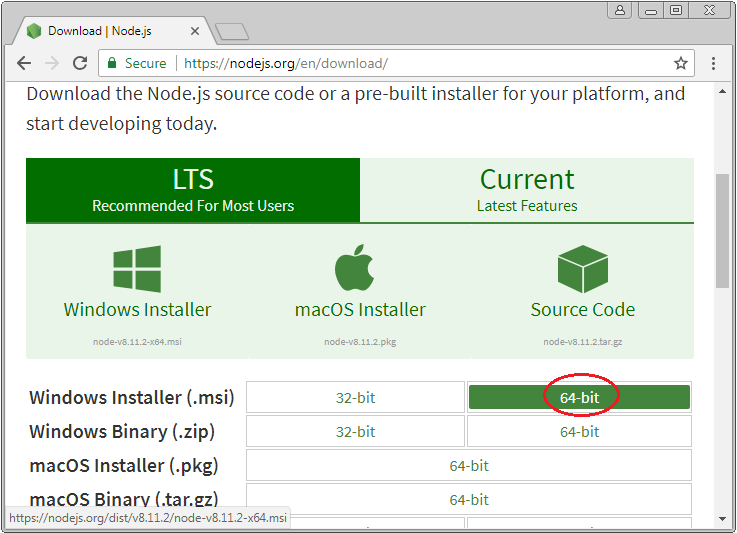 Download | Node.js
Secure https://nodejs.org/en/download/
Download the Node.js source code or a pre-built installer for your platform, and
start developing today.
LTS
Recommended For Most Users
Current
Latest Features
Windows Installer
node-v8.11.2-x64.msi
macOS Installer
node-v8.11.2.pkg
Source Code
node-v8.11.2.tar.gz
Windows Installer (.msi) 32-bit 64-bit
Windows Binary (.zip) 32-bit 64-bit
macOS Installer (.pkg) 64-bit
macOS Binary (.tar.gz) 64-bit
https://nodejs.org/dist/v8.11.2/node-v8.11.2-x64.msi